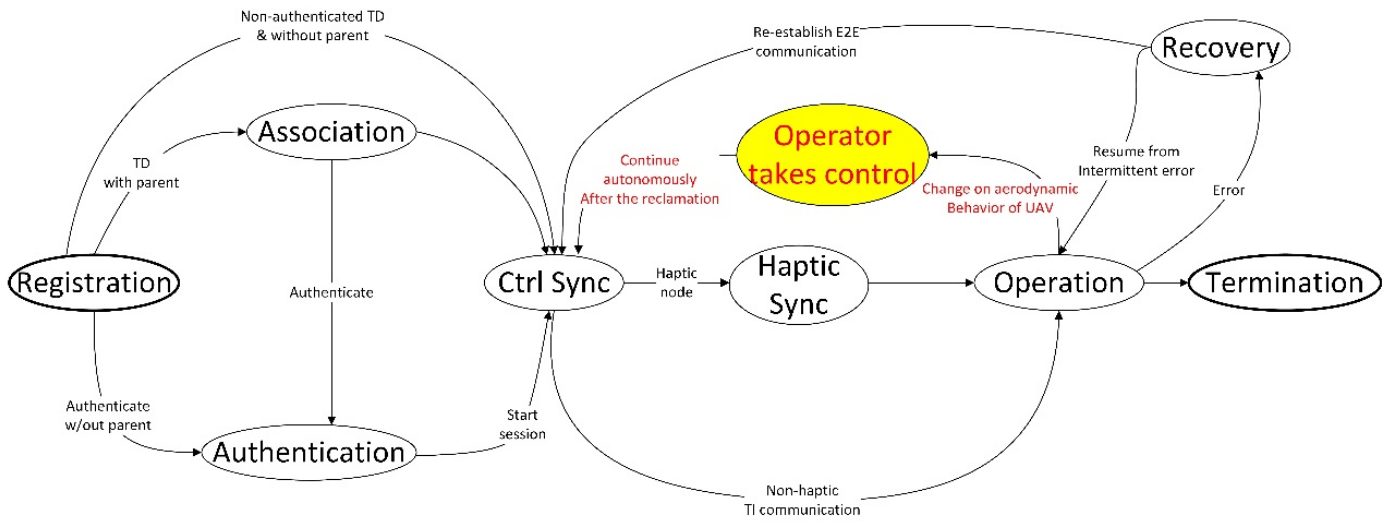 Non-authenticated TD
& without parent
Re-establish E2E
communication
Recovery
Association
Operator
takes control
TD
with parent
Continue
autonomously
After the reclamation
Change on aerodynamic
Behavior of UAV
Resume from
Intermittent error
Error
Registration
Authenticate
Ctrl Sync
Haptic
node
Haptic
Sync
Operation
Termination
Authenticate
w/out parent
Start
session
Authentication
Non-haptic
TI communication